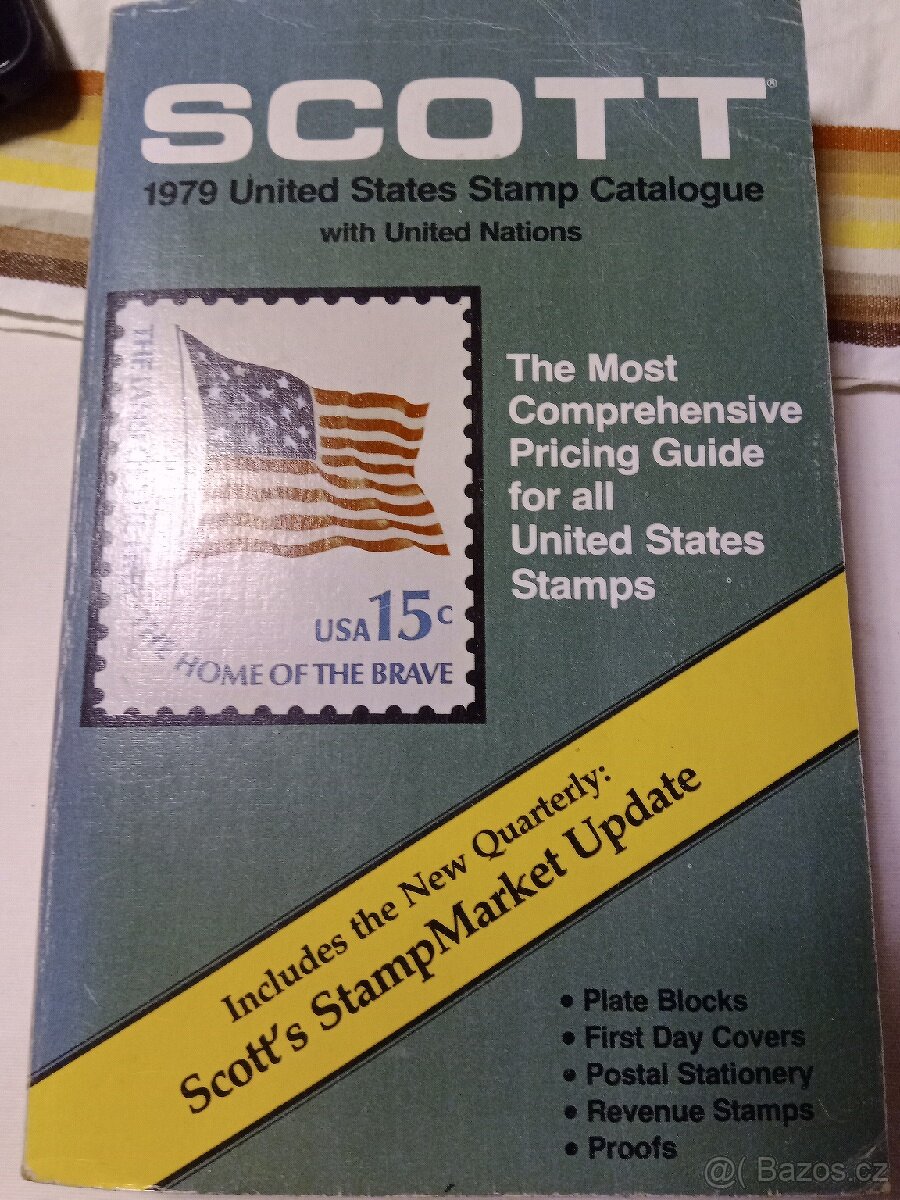 SCOTT®
1979 United States Stamp Catalogue
with United Nations
The Most
Comprehensive
Pricing Guide
for all
United States
Stamps
THE
HOME OF THE BRAVE
USA 15c
Includes the New Quarterly:
Scott's StampMarket Update
• Plate Blocks
• First Day Covers
• Postal Stationery
• Revenue Stamps
• Proofs
@( Bazos.cz